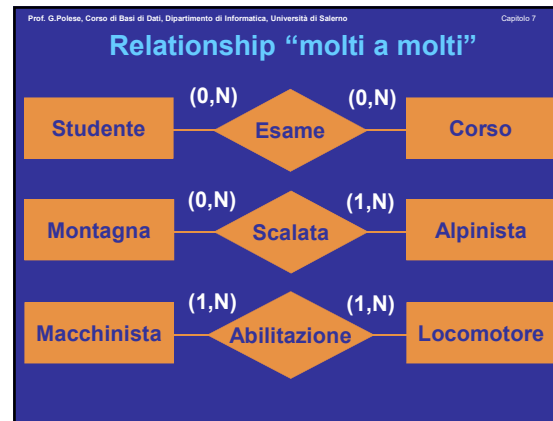 Prof. G.Polese, Corso di Basi di Dati, Dipartimento di Informatica, Università di Salerno Capitolo 7
Relationship “molti a molti”
(0,N) (0,N)
Studente Esame Corso
(0,N) (1,N)
Montagna Scalata Alpinista
(1,N) (1,N)
Macchinista Abilitazione Locomotore